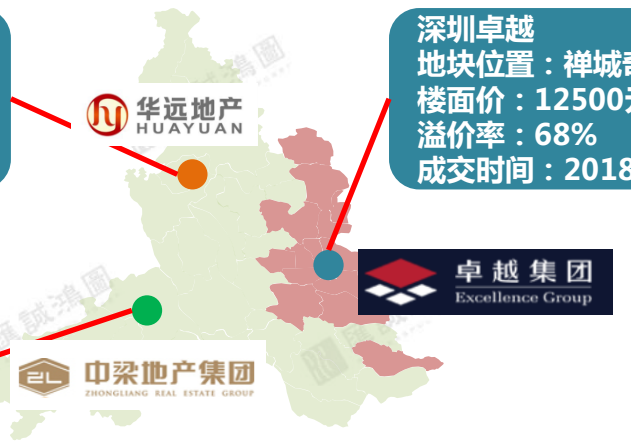 深圳卓越
地块位置：禅城
楼面价：12500
溢价率：68%
成交时间：2018
华远地产
HUAYUAN
卓越集团
Excellence Group
中梁地产集团
ZHONGLIANG REAL ESTATE GROUP